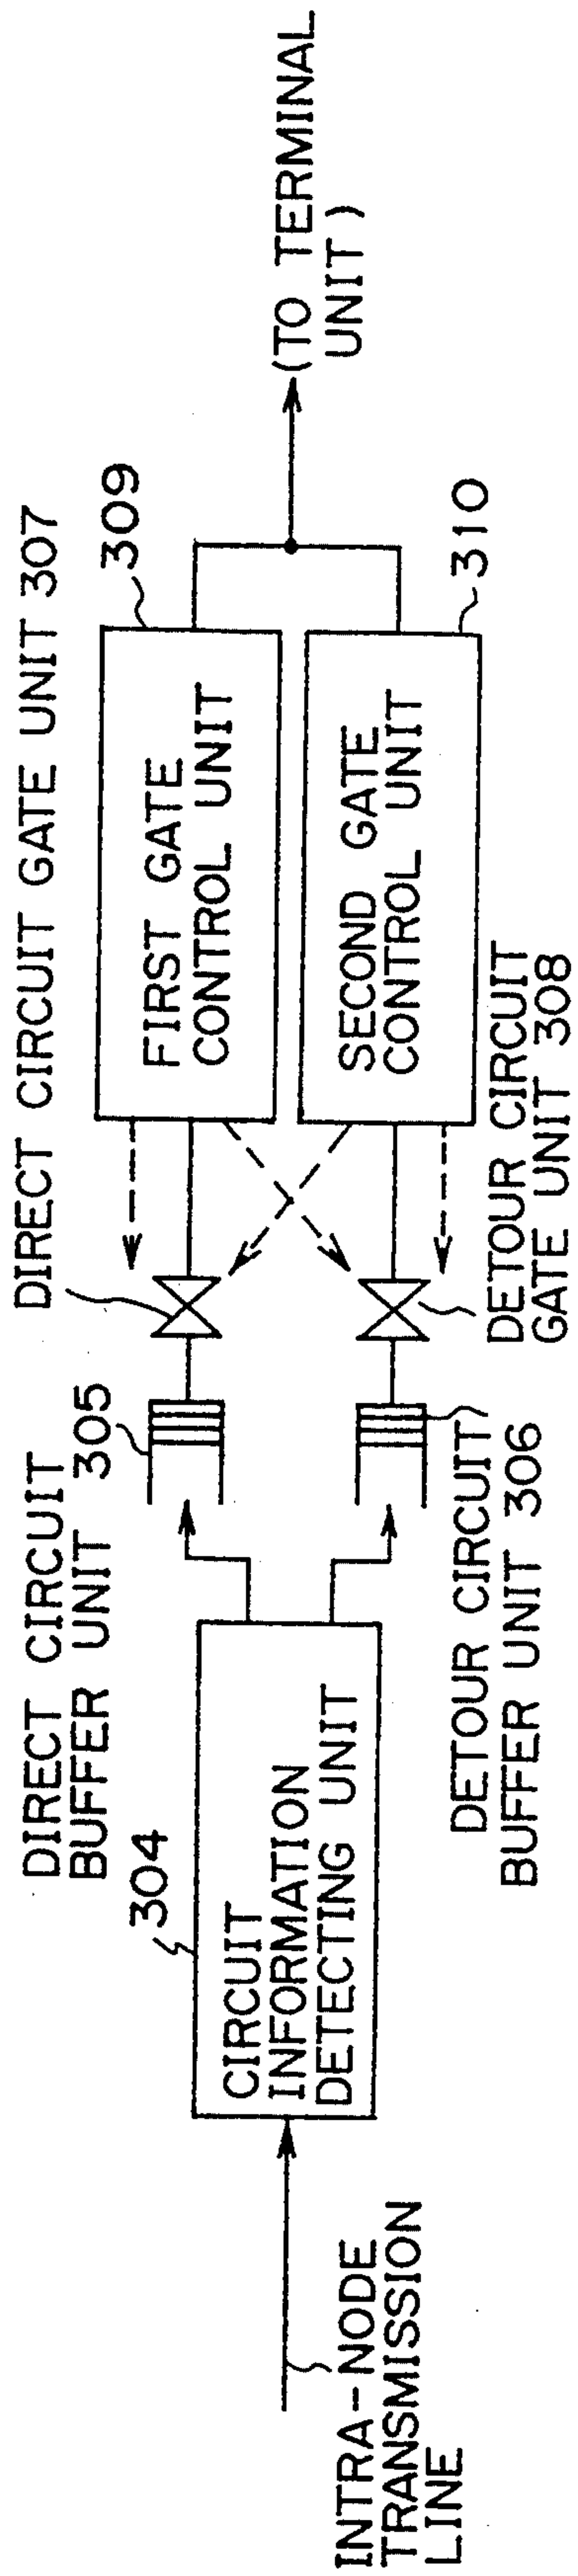 INTRA-NODE
TRANSMISSION
LINE
304
CIRCUIT
INFORMATION
DETECTING UNIT
DIRECT CIRCUIT
BUFFER UNIT 305
DETOUR CIRCUIT
BUFFER UNIT 306
DIRECT CIRCUIT GATE UNIT 307
DETOUR CIRCUIT
GATE UNIT 308
309
FIRST GATE
CONTROL UNIT
SECOND GATE
CONTROL UNIT
310
(TO TERMINAL
UNIT)